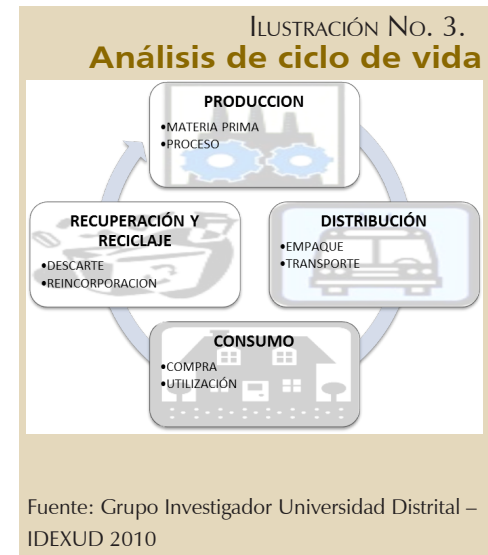 Ilustración No. 3.
Análisis de ciclo de vida
PRODUCCION
•MATERIA PRIMA
•PROCESO
RECUPERACIÓN Y
RECICLAJE
•DESCARTE
•REINCORPORACION
DISTRIBUCIÓN
•EMPAQUE
•TRANSPORTE
CONSUMO
•COMPRA
•UTILIZACIÓN
Fuente: Grupo Investigador Universidad Distrital –
IDEXUD 2010